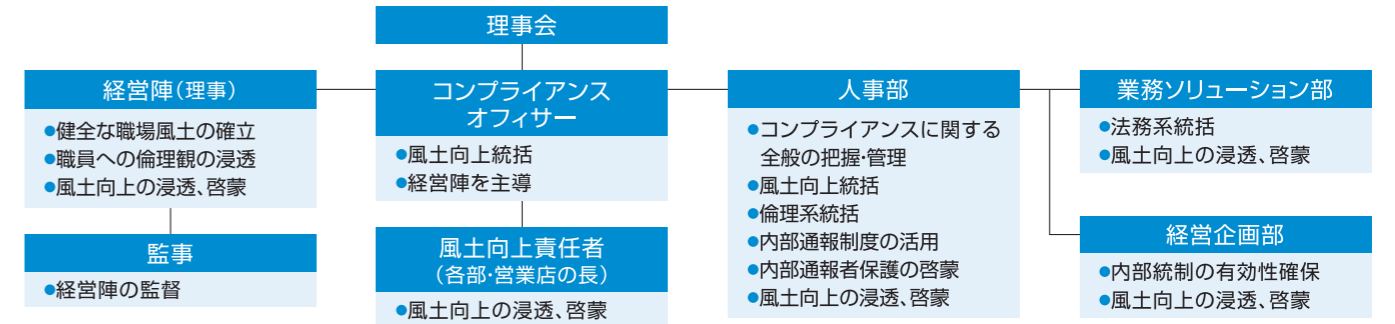 理事会
経営陣(理事)
●健全な職場風土の確立
●職員への倫理観の浸透
●風土向上の浸透、啓蒙
監事
●経営陣の監督
コンプライアンス
オフィサー
●風土向上統括
●経営陣を主導
風土向上責任者
(各部・営業店の長)
●風土向上の浸透、啓蒙
人事部
●コンプライアンスに関する
全般の把握・管理
●風土向上統括
●倫理系統括
●内部通報制度の活用
●内部通報者保護の啓蒙
●風土向上の浸透、啓蒙
業務ソリューション部
●法務系統括
●風土向上の浸透、啓蒙
経営企画部
●内部統制の有効性確保
●風土向上の浸透、啓蒙